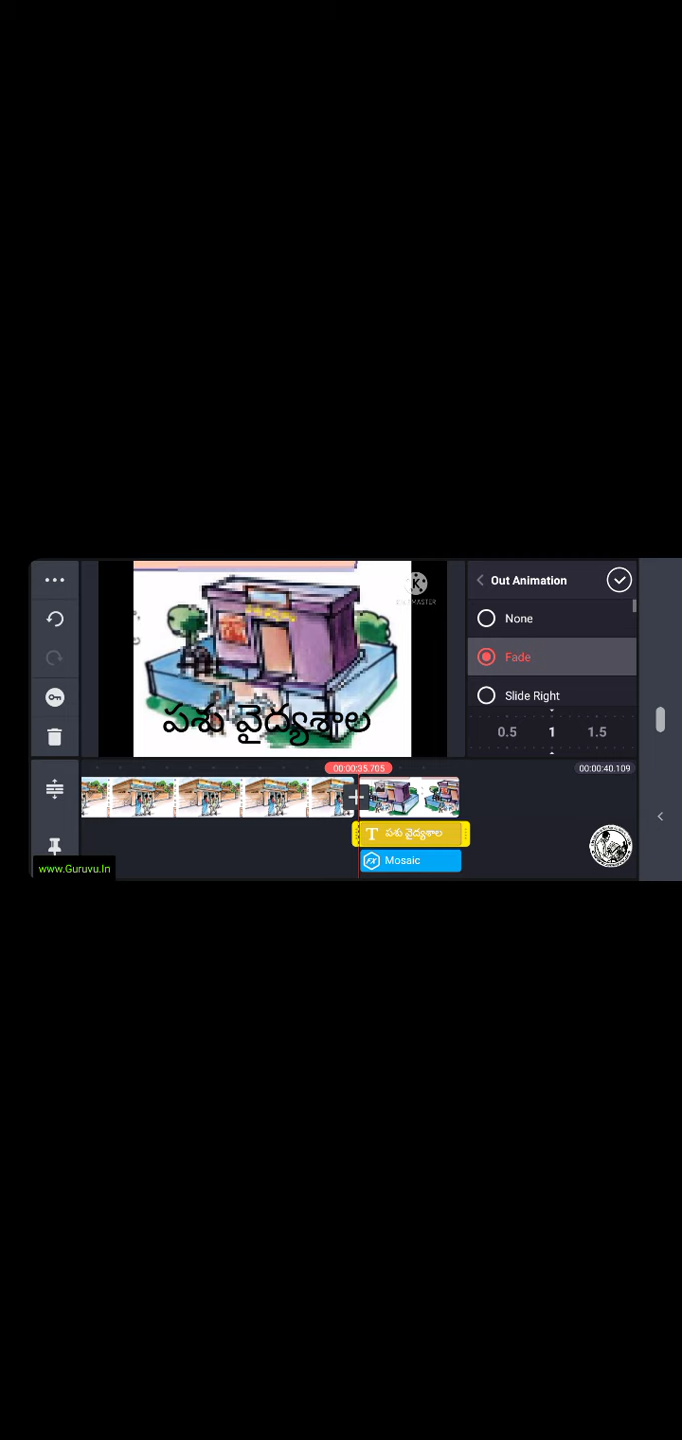 Out Animation
None
Fade
Slide Right
0.5 1 1.5
K
పశు వైద్యశాల
00:00:35.705
00:00:40.109
T పశు వైద్యశాల
Mosaic
www.Guruvu.In